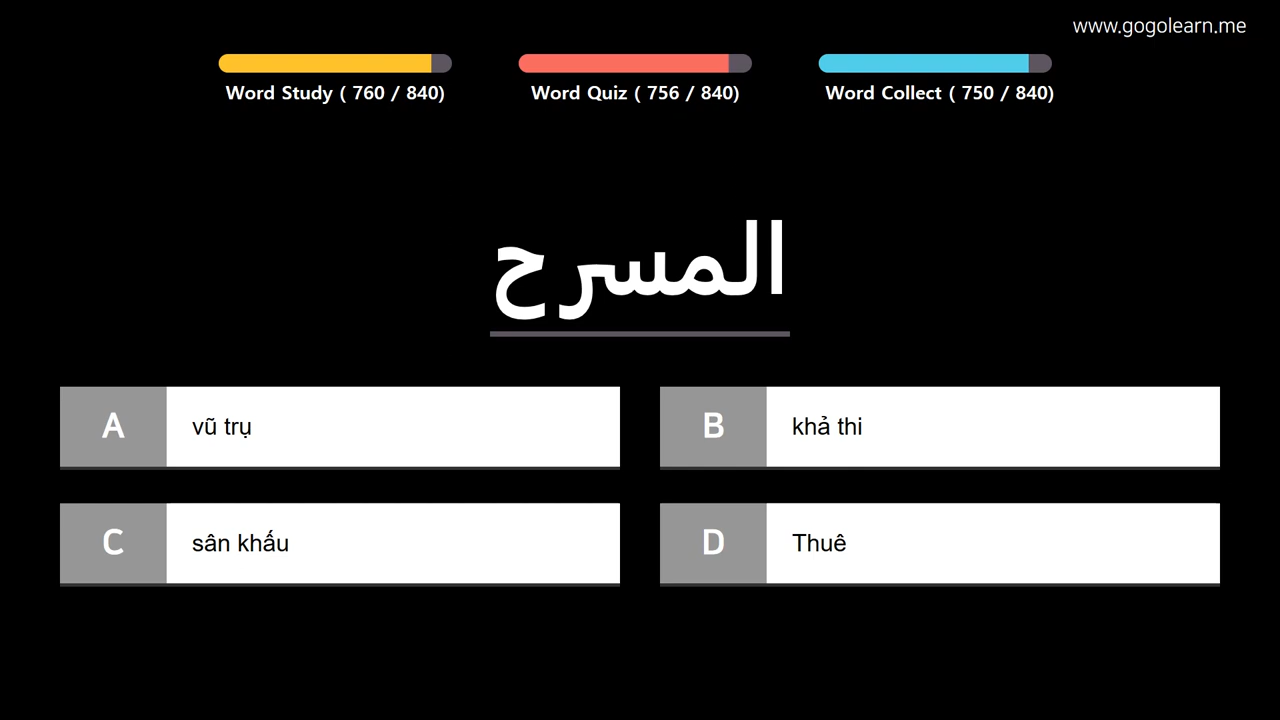 www.gogolearn.me
Word Study ( 760 / 840)
Word Quiz ( 756 / 840)
Word Collect ( 750 / 840)
المسرح
A
vũ trụ
B
khả thi
C
sân khấu
D
Thuê